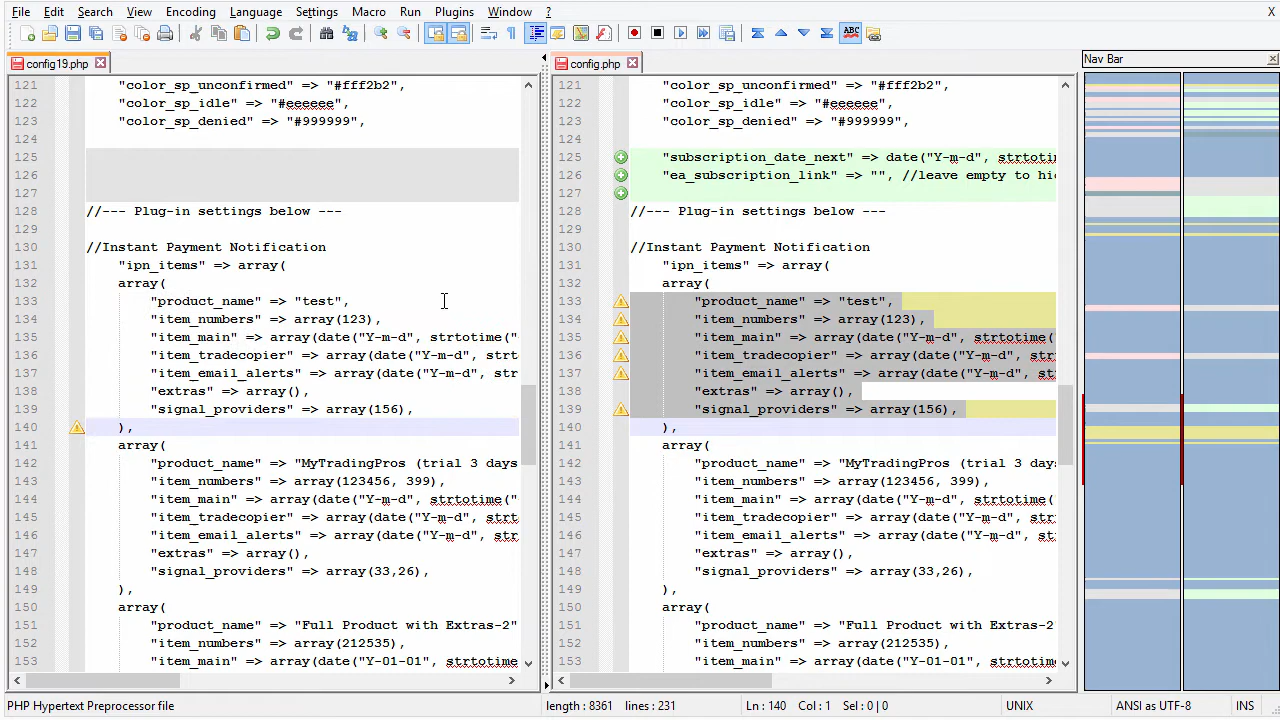 File Edit Search View Encoding Language Settings Macro Run Plugins Window ? X
config19.php
config.php
Nav Bar
121 "color_sp_unconfirmed" => "#fff2b2",
122 "color_sp_idle" => "#eeeeee",
123 "color_sp_denied" => "#999999",
124
125
126
127
128 //--- Plug-in settings below ---
129
130 //Instant Payment Notification
131 "ipn_items" => array(
132 array(
133 "product_name" => "test",
134 "item_numbers" => array(123),
135 "item_main" => array(date("Y-m-d", strtotime("
136 "item_tradecopier" => array(date("Y-m-d", strt
137 "item_email_alerts" => array(date("Y-m-d", str
138 "extras" => array(),
139 "signal_providers" => array(156),
140 ),
141 array(
142 "product_name" => "MyTradingPros (trial 3 days
143 "item_numbers" => array(123456, 399),
144 "item_main" => array(date("Y-m-d", strtotime("
145 "item_tradecopier" => array(date("Y-m-d", strt
146 "item_email_alerts" => array(date("Y-m-d", str
147 "extras" => array(),
148 "signal_providers" => array(33,26),
149 ),
150 array(
151 "product_name" => "Full Product with Extras-2"
152 "item_numbers" => array(212535),
153 "item_main" => array(date("Y-01-01", strtotime
121 "color_sp_unconfirmed" => "#fff2b2",
122 "color_sp_idle" => "#eeeeee",
123 "color_sp_denied" => "#999999",
124
125 "subscription_date_next" => date("Y-m-d", strtoti
126 "ea_subscription_link" => "", //leave empty to hi
127
128 //--- Plug-in settings below ---
129
130 //Instant Payment Notification
131 "ipn_items" => array(
132 array(
133 "product_name" => "test",
134 "item_numbers" => array(123),
135 "item_main" => array(date("Y-m-d", strtotime(
136 "item_tradecopier" => array(date("Y-m-d", st
137 "item_email_alerts" => array(date("Y-m-d", st
138 "extras" => array(),
139 "signal_providers" => array(156),
140 ),
141 array(
142 "product_name" => "MyTradingPros (trial 3 day
143 "item_numbers" => array(123456, 399),
144 "item_main" => array(date("Y-m-d", strtotime(
145 "item_tradecopier" => array(date("Y-m-d", str
146 "item_email_alerts" => array(date("Y-m-d", st
147 "extras" => array(),
148 "signal_providers" => array(33,26),
149 ),
150 array(
151 "product_name" => "Full Product with Extras-2
152 "item_numbers" => array(212535),
153 "item_main" => array(date("Y-01-01", strtotim
PHP Hypertext Preprocessor file length : 8361 lines : 231 Ln : 140 Col : 1 Sel : 0 | 0 UNIX ANSI as UTF-8 INS